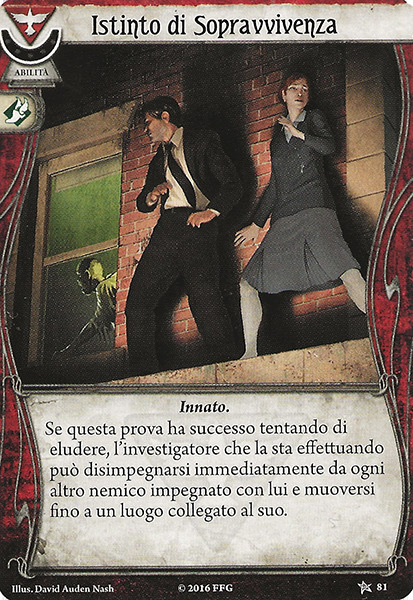 Istinto di Sopravvivenza
ABILITÀ
Innato.
Se questa prova ha successo tentando di
eludere, l'investigatore che la sta effettuando
può disimpegnarsi immediatamente da ogni
altro nemico impegnato con lui e muoversi
fino a un luogo collegato al suo.
Illus. David Auden Nash
© 2016 FFG
81